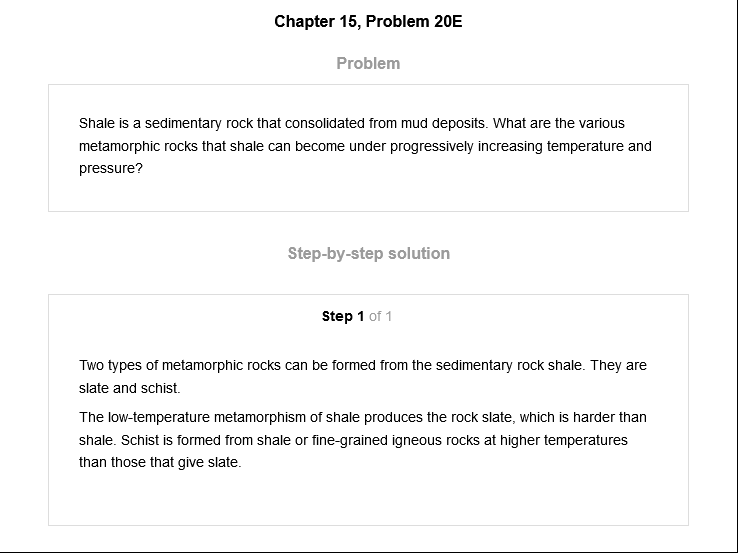 Chapter 15, Problem 20E
Problem
Shale is a sedimentary rock that consolidated from mud deposits. What are the various
metamorphic rocks that shale can become under progressively increasing temperature and
pressure?
Step-by-step solution
Step 1 of 1
Two types of metamorphic rocks can be formed from the sedimentary rock shale. They are
slate and schist.
The low-temperature metamorphism of shale produces the rock slate, which is harder than
shale. Schist is formed from shale or fine-grained igneous rocks at higher temperatures
than those that give slate.